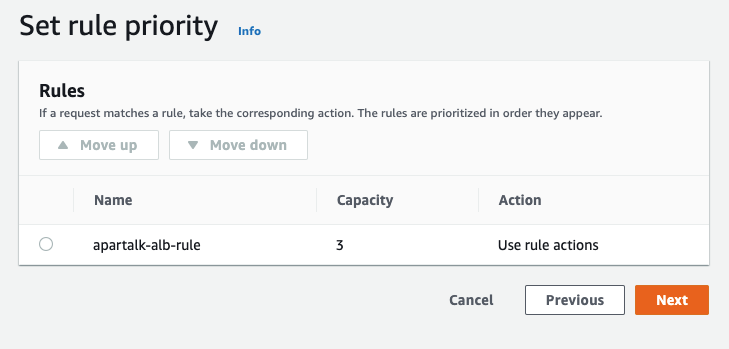 Set rule priority Info
Rules
If a request matches a rule, take the corresponding action. The rules are prioritized in order they appear.
Move up Move down
Name Capacity Action
apartalk-alb-rule 3 Use rule actions
Cancel Previous Next